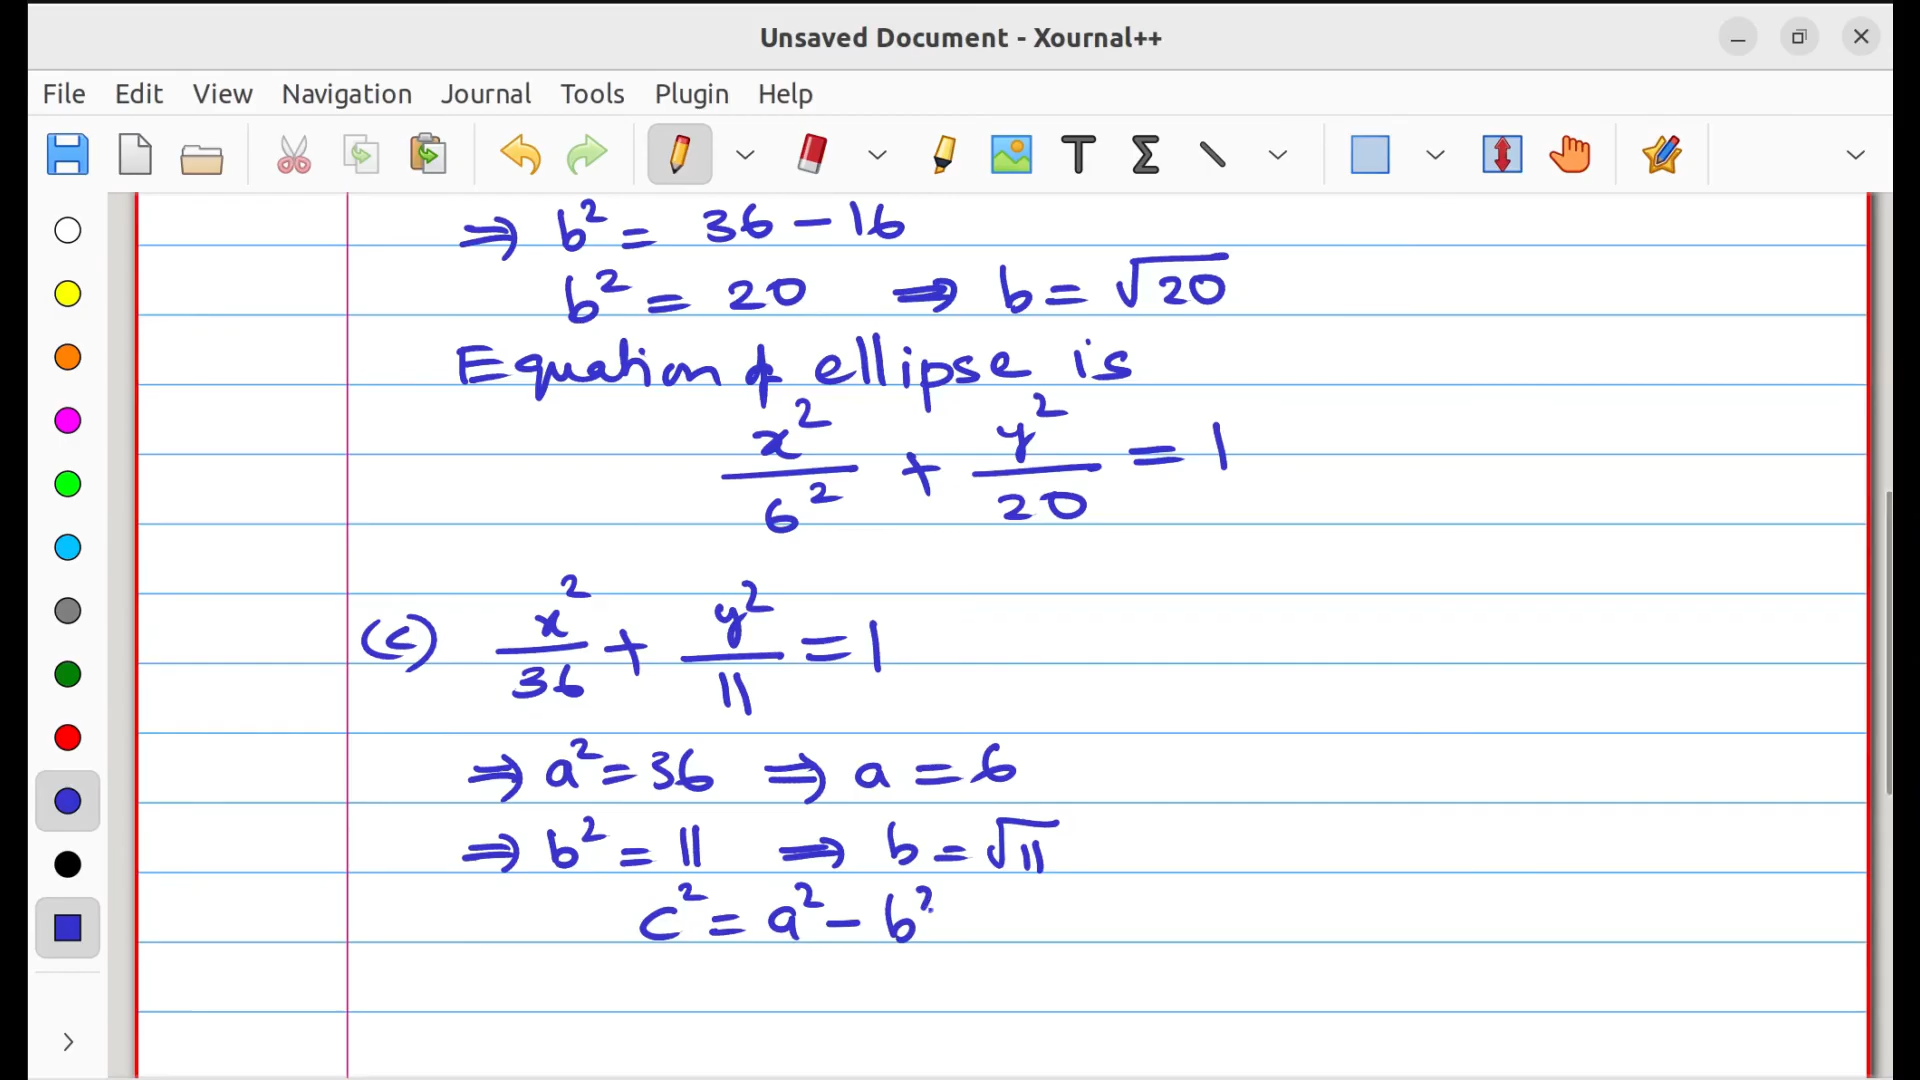 Unsaved Document - Xournal++
File Edit View Navigation Journal Tools Plugin Help
⇒ b² = 36 – 16
b² = 20 ⇒ b = √20
Equation of ellipse is
x²/6² + y²/20 = 1
(c) x²/36 + y²/11 = 1
⇒ a² = 36 ⇒ a = 6
⇒ b² = 11 ⇒ b = √11
c² = a² – b²